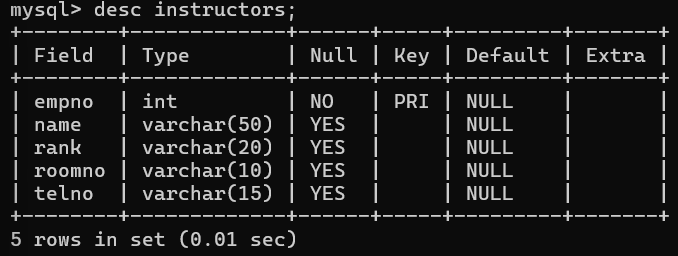 mysql> desc instructors;
+--------+-------------+------+-----+---------+-------+
| Field  | Type        | Null | Key | Default | Extra |
+--------+-------------+------+-----+---------+-------+
| empno  | int         | NO   | PRI | NULL    |       |
| name   | varchar(50) | YES  |     | NULL    |       |
| rank   | varchar(20) | YES  |     | NULL    |       |
| roomno | varchar(10) | YES  |     | NULL    |       |
| telno  | varchar(15) | YES  |     | NULL    |       |
+--------+-------------+------+-----+---------+-------+
5 rows in set (0.01 sec)